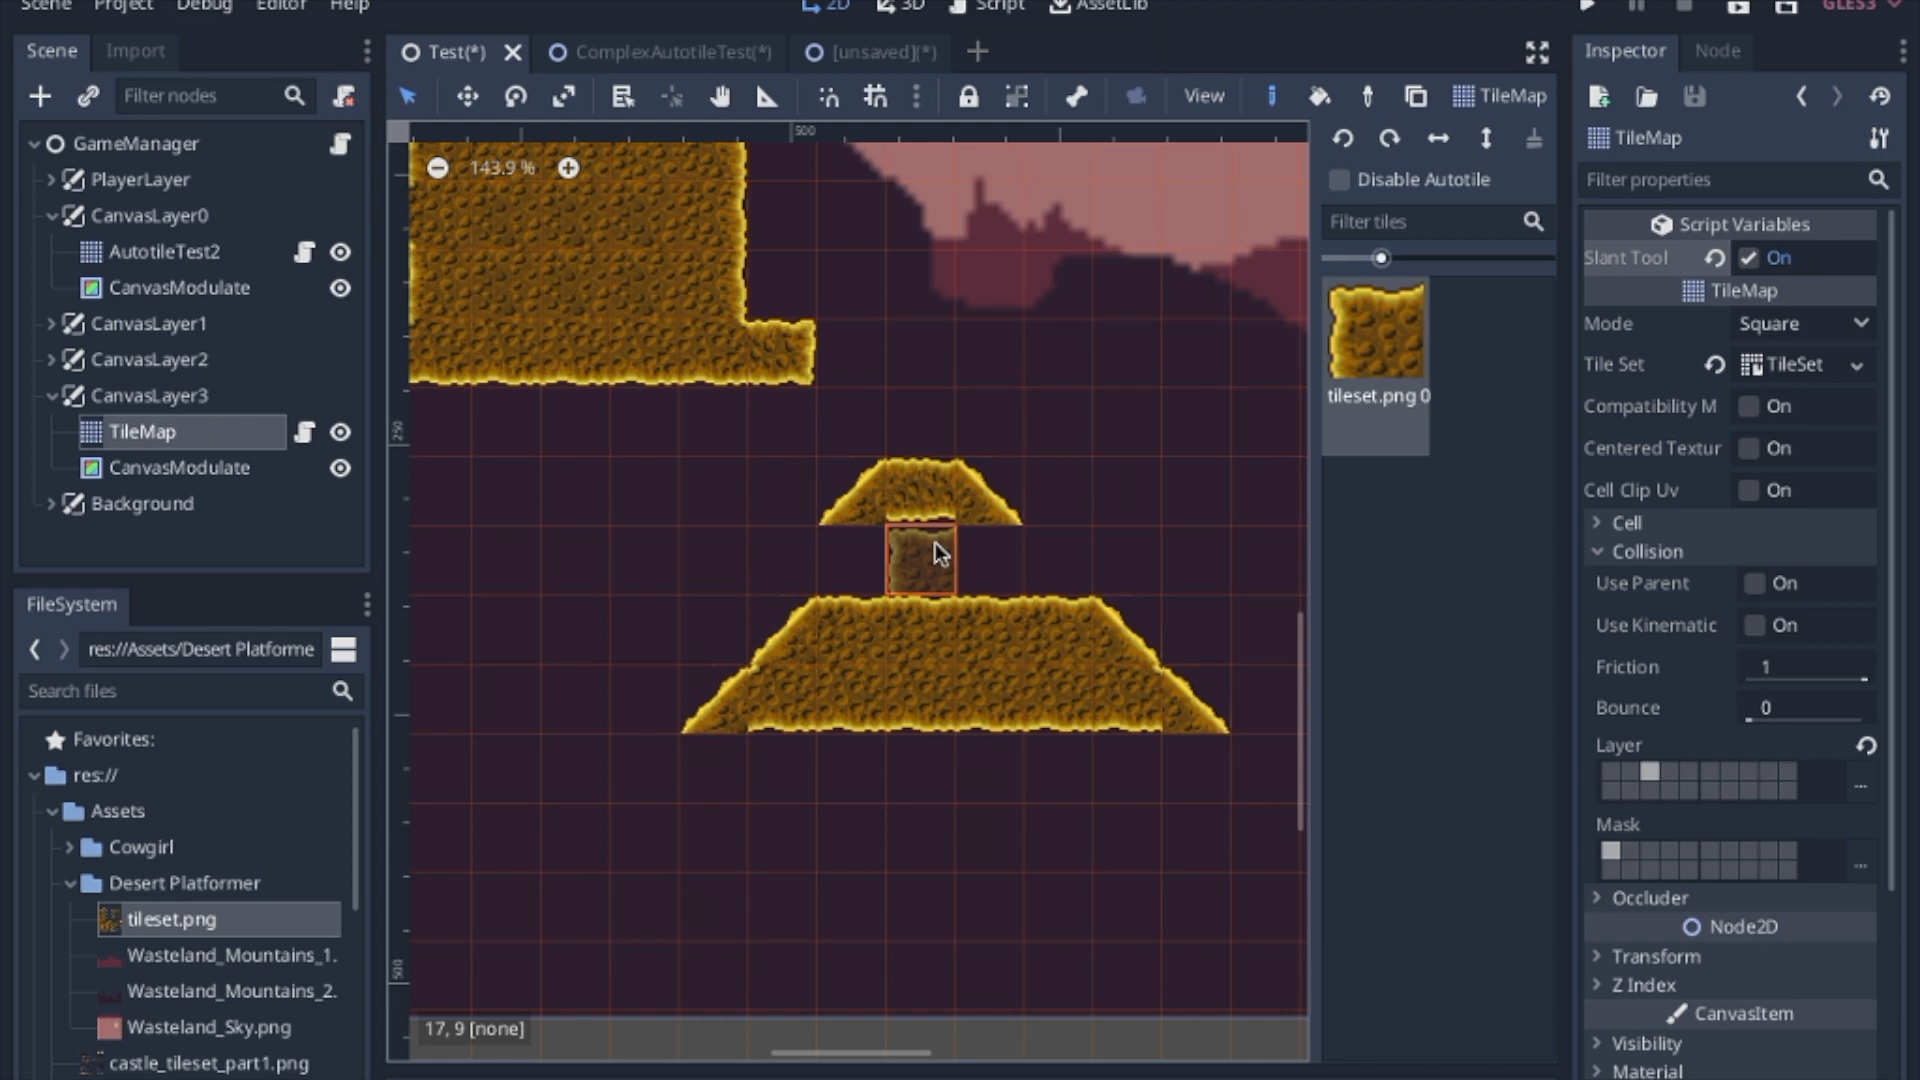 Scene Project Debug Editor Help
2D 3D Script AssetLib
GLES3
Scene Import
Filter nodes
GameManager
PlayerLayer
CanvasLayer0
AutotileTest2
CanvasModulate
CanvasLayer1
CanvasLayer2
CanvasLayer3
TileMap
CanvasModulate
Background
FileSystem
res://Assets/Desert Platforme
Search files
Favorites:
res://
Assets
Cowgirl
Desert Platformer
tileset.png
Wasteland_Mountains_1.
Wasteland_Mountains_2.
Wasteland_Sky.png
castle_tileset_part1.png
Test(*) ComplexAutotileTest(*) [unsaved](*)
View TileMap
500
143.9 %
250
500
17, 9 [none]
Disable Autotile
Filter tiles
tileset.png 0
Inspector Node
TileMap
Filter properties
Script Variables
Slant Tool On
TileMap
Mode Square
Tile Set TileSet
Compatibility M On
Centered Textur On
Cell Clip Uv On
Cell
Collision
Use Parent On
Use Kinematic On
Friction 1
Bounce 0
Layer
...
Mask
...
Occluder
Node2D
Transform
Z Index
CanvasItem
Visibility
Material